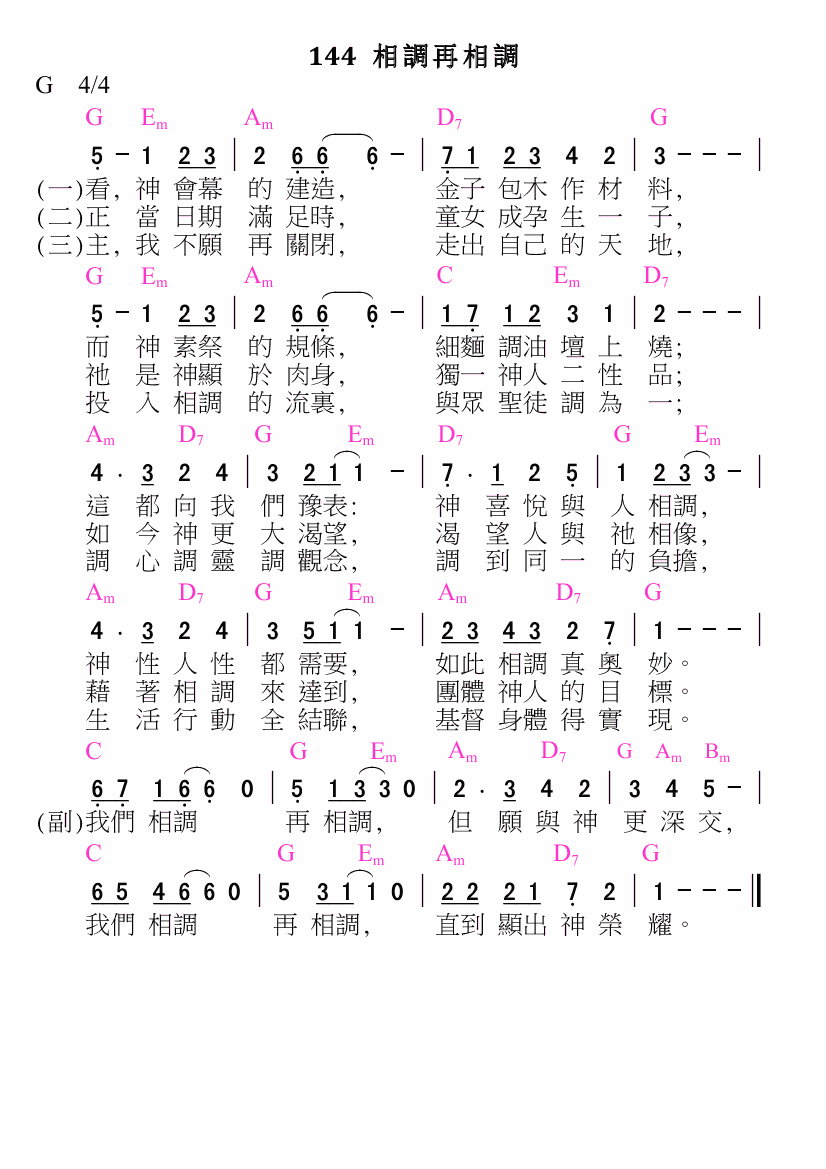 144 相調再相調
G 4/4
G Em Am D7 G
5 - 1 2 3 | 2 6 6 6 - | 7 1 2 3 4 2 | 3 - - - |
(一)看, 神 會幕 的 建造, 金子 包木 作 材 料,
(二)正 當 日期 滿 足時, 童女 成孕 生 一 子,
(三)主, 我 不願 再 關閉, 走出 自己 的 天 地,
G Em Am C Em D7
5 - 1 2 3 | 2 6 6 6 - | 1 7 1 2 3 1 | 2 - - - |
而 神 素祭 的 規條, 細麵 調油 壇 上 燒;
祂 是 神顯 於 肉身, 獨一 神人 二 性 品;
投 入 相調 的 流裏, 與眾 聖徒 調 為 一;
Am D7 G Em D7 G Em
4 · 3 2 4 | 3 2 1 1 - | 7 · 1 2 5 | 1 2 3 3 - |
這 都 向 我 們 豫表: 神 喜 悅 與 人 相調,
如 今 神 更 大 渴望, 渴 望 人 與 祂 相像,
調 心 調 靈 調 觀念, 調 到 同 一 的 負擔,
Am D7 G Em Am D7 G
4 · 3 2 4 | 3 5 1 1 - | 2 3 4 3 2 7 | 1 - - - |
神 性 人 性 都 需要, 如此 相調 真 奧 妙。
藉 著 相 調 來 達到, 團體 神人 的 目 標。
生 活 行 動 全 結聯, 基督 身體 得 實 現。
C G Em Am D7 G Am Bm
6 7 1 6 6 0 | 5 1 3 3 0 | 2 · 3 4 2 | 3 4 5 - |
(副)我們 相調 再 相調, 但 願 與 神 更 深 交,
C G Em Am D7 G
6 5 4 6 6 0 | 5 3 1 1 0 | 2 2 2 1 7 2 | 1 - - - ‖
我們 相調 再 相調, 直到 顯出 神 榮 耀。